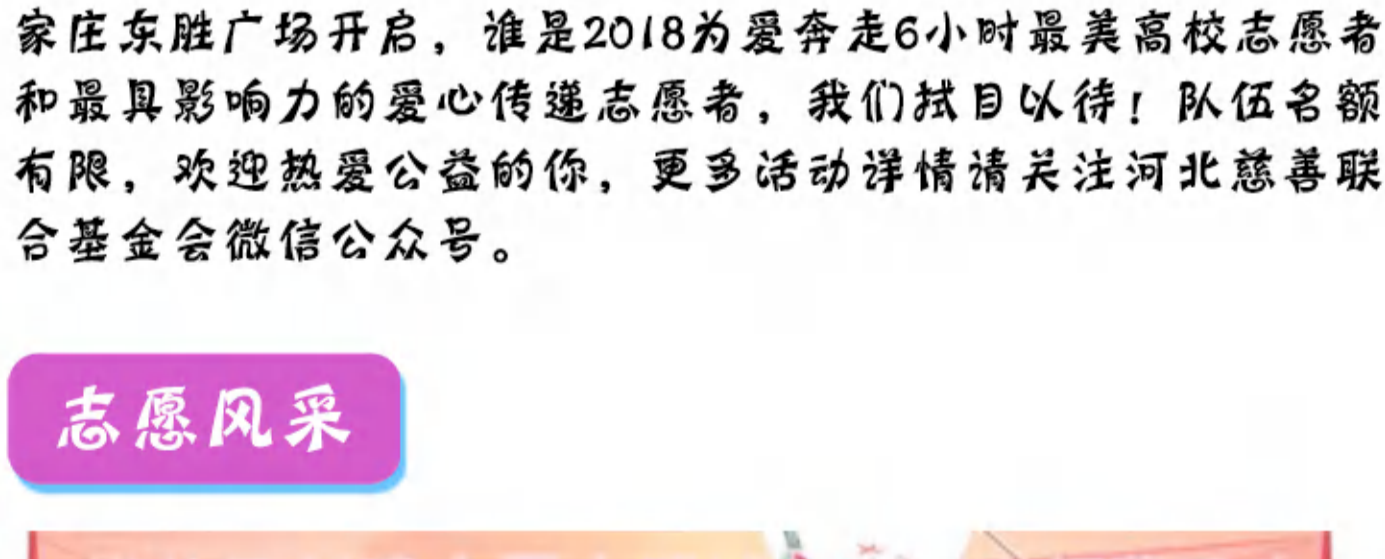 家庄东胜广场开启，谁是2018为爱奔走6小时最美高校志愿者
和最具影响力的爱心传递志愿者，我们拭目以待！队伍名额
有限，欢迎热爱公益的你，更多活动详情请关注河北慈善联
合基金会微信公众号。
志愿风采